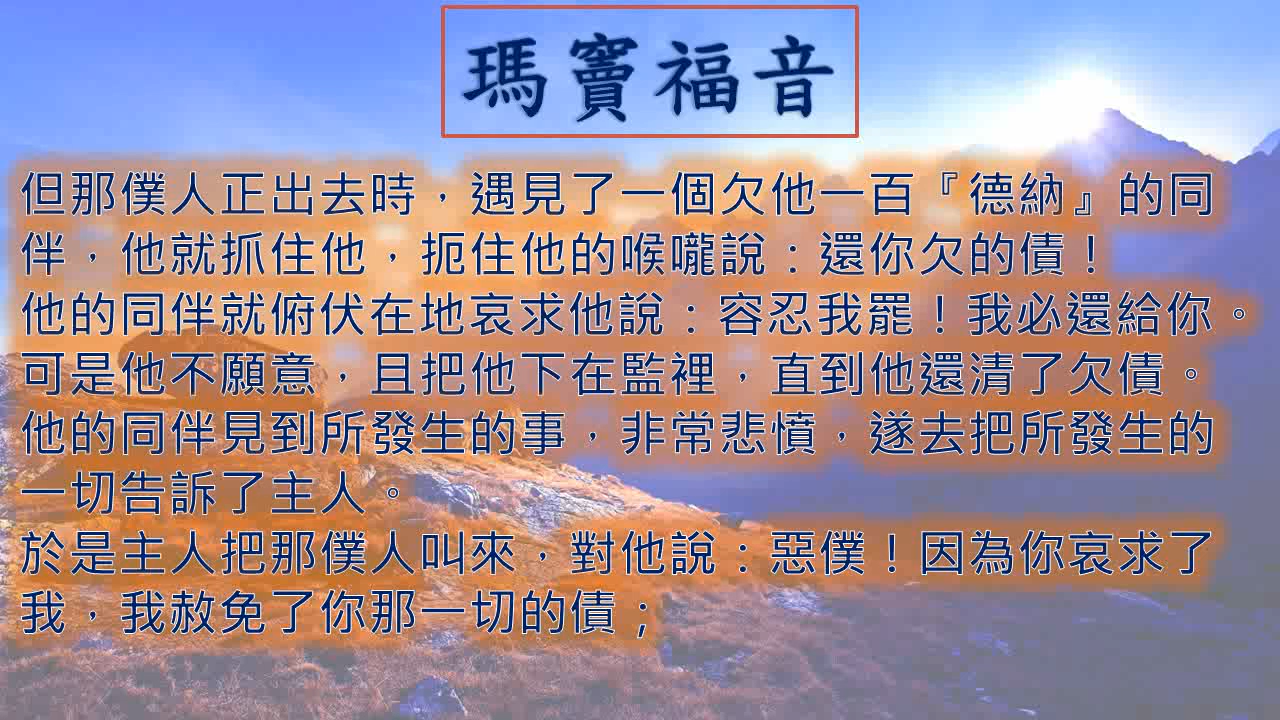 瑪竇福音
但那僕人正出去時，遇見了一個欠他一百『德納』的同
伴，他就抓住他，扼住他的喉嚨說：還你欠的債！
他的同伴就俯伏在地哀求他說：容忍我罷！我必還給你。
可是他不願意，且把他下在監裡，直到他還清了欠債。
他的同伴見到所發生的事，非常悲憤，遂去把所發生的
一切告訴了主人。
於是主人把那僕人叫來，對他說：惡僕！因為你哀求了
我，我赦免了你那一切的債；